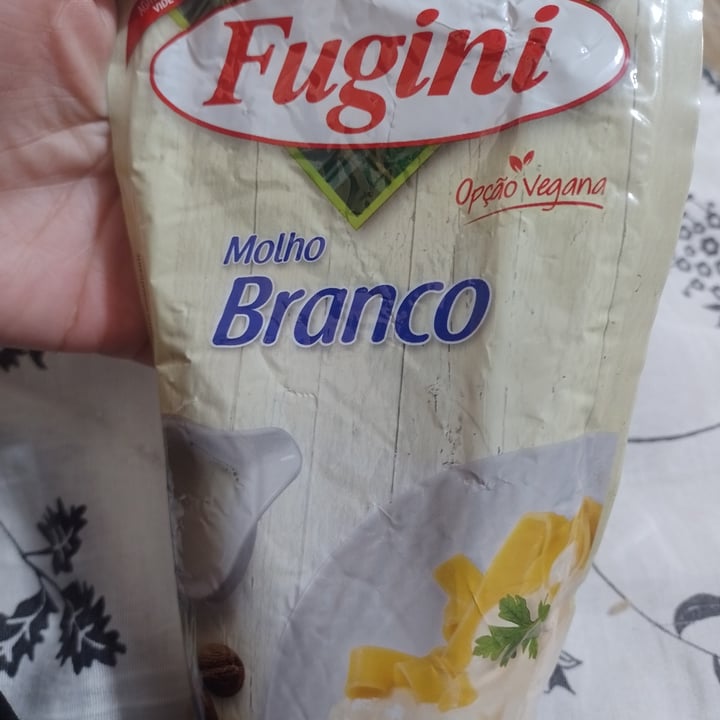 Fugini
Opção Vegana
Molho
Branco